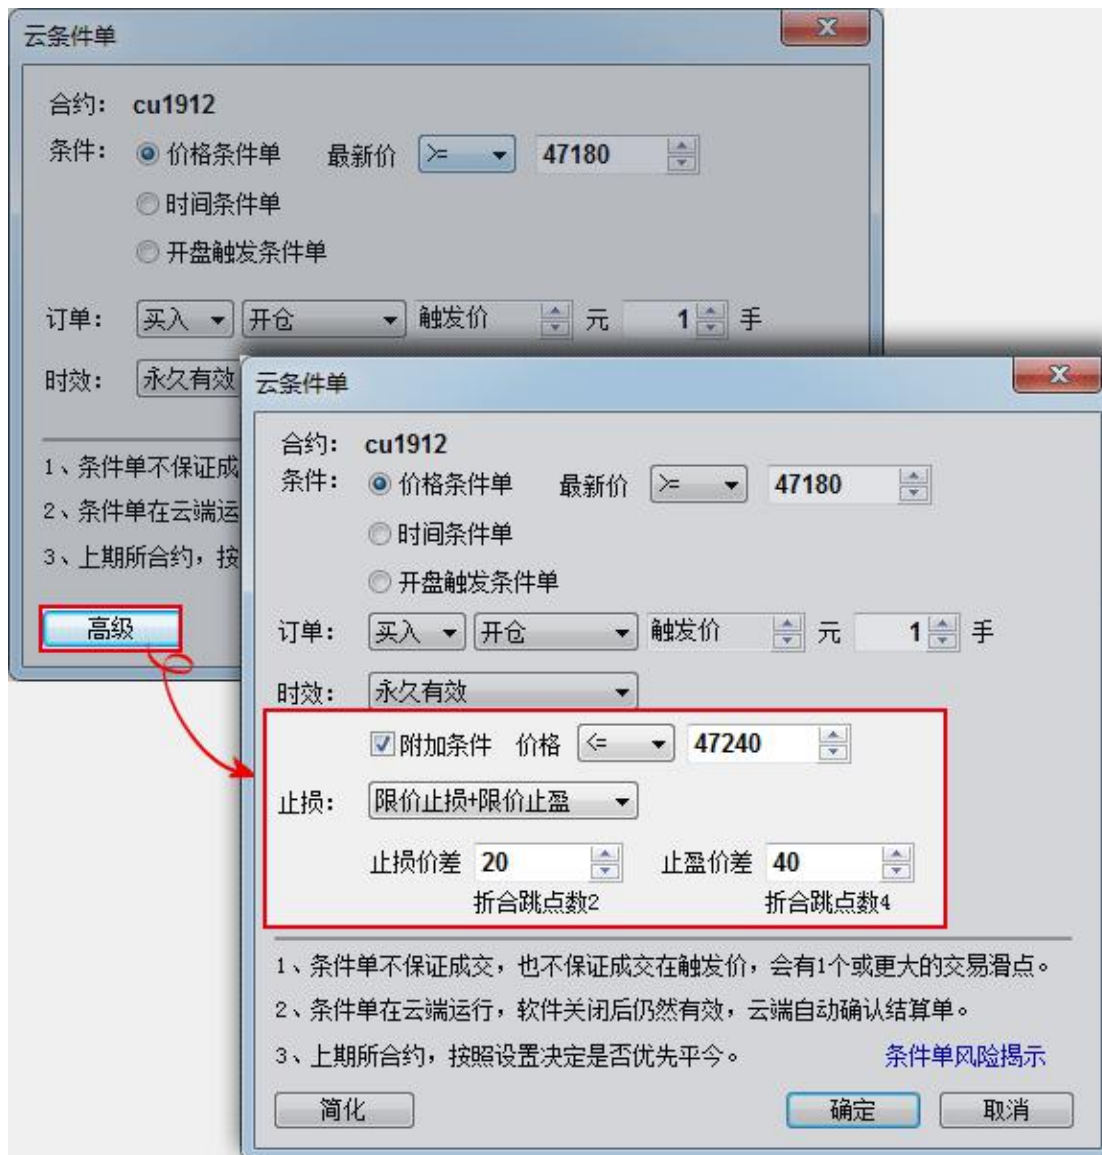 云条件单
合约： cu1912
条件： 价格条件单 最新价 >= 47180
时间条件单
开盘触发条件单
订单： 买入 开仓 触发价 元 1 手
时效： 永久有效
1、条件单不保证成
2、条件单在云端运
3、上期所合约，按
高级
云条件单
合约： cu1912
条件： 价格条件单 最新价 >= 47180
时间条件单
开盘触发条件单
订单： 买入 开仓 触发价 元 1 手
时效： 永久有效
附加条件 价格 <= 47240
止损： 限价止损+限价止盈
止损价差 20 止盈价差 40
折合跳点数2 折合跳点数4
1、条件单不保证成交，也不保证成交在触发价，会有1个或更大的交易滑点。
2、条件单在云端运行，软件关闭后仍然有效，云端自动确认结算单。
3、上期所合约，按照设置决定是否优先平今。 条件单风险揭示
简化 确定 取消